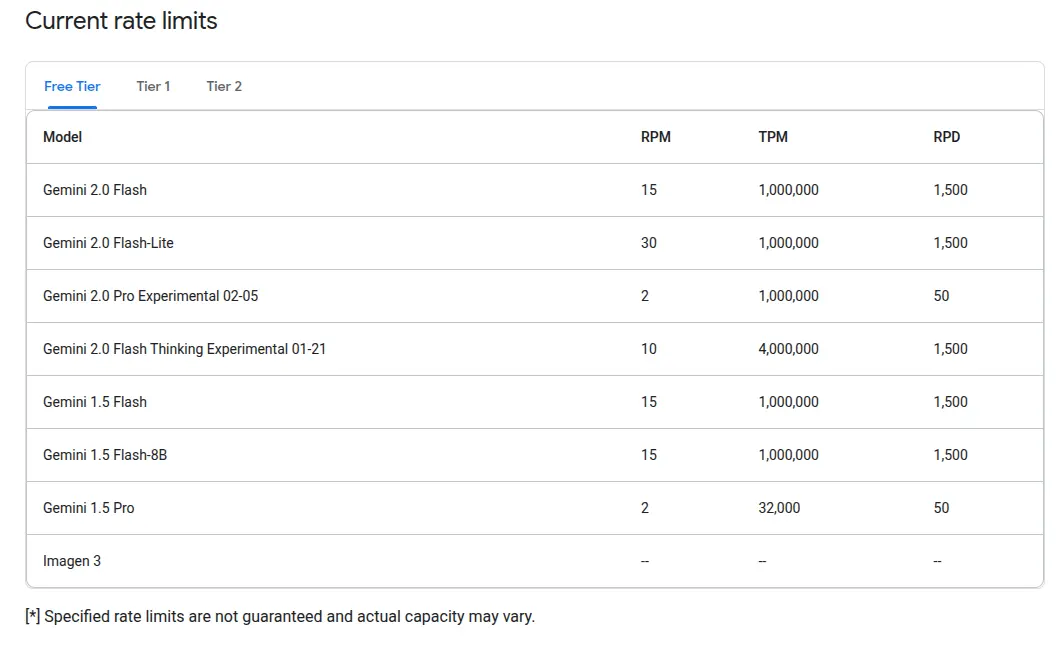 Current rate limits
Free Tier Tier 1 Tier 2
Model RPM TPM RPD
Gemini 2.0 Flash 15 1,000,000 1,500
Gemini 2.0 Flash-Lite 30 1,000,000 1,500
Gemini 2.0 Pro Experimental 02-05 2 1,000,000 50
Gemini 2.0 Flash Thinking Experimental 01-21 10 4,000,000 1,500
Gemini 1.5 Flash 15 1,000,000 1,500
Gemini 1.5 Flash-8B 15 1,000,000 1,500
Gemini 1.5 Pro 2 32,000 50
Imagen 3 -- -- --
[*] Specified rate limits are not guaranteed and actual capacity may vary.